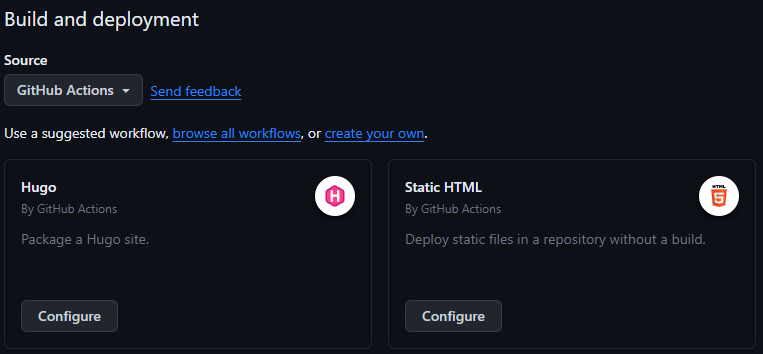 Build and deployment
Source
GitHub Actions
Send feedback
Use a suggested workflow, browse all workflows, or create your own.
Hugo
By GitHub Actions
Package a Hugo site.
H
Configure
Static HTML
By GitHub Actions
Deploy static files in a repository without a build.
HTML
5
Configure